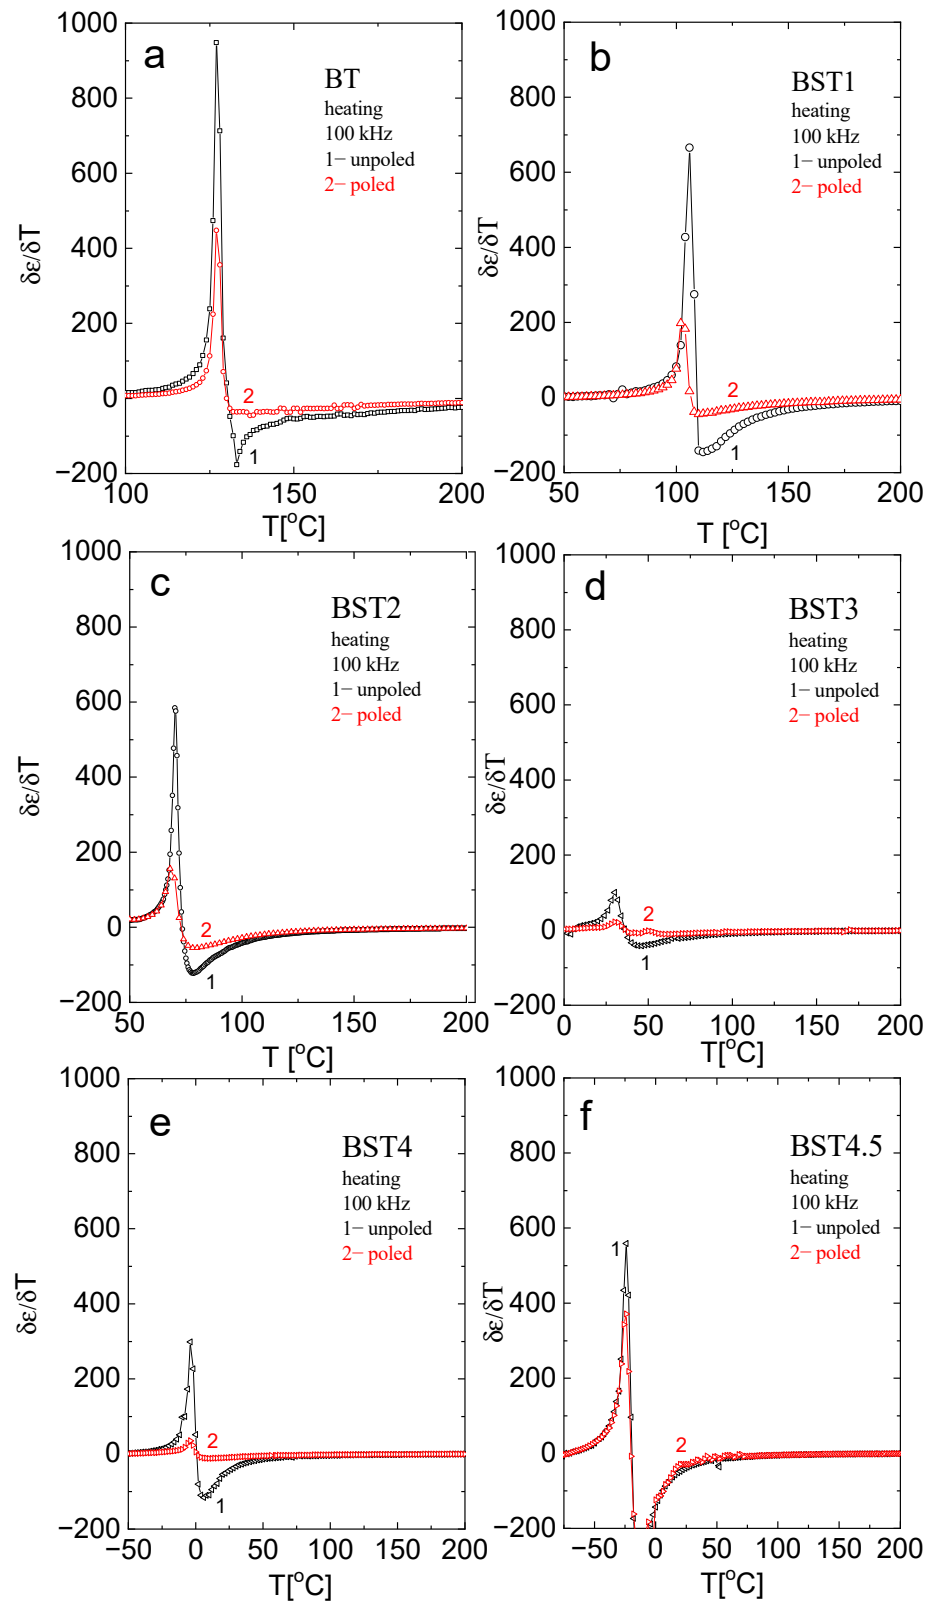 a
BT
heating
100 kHz
1− unpoled
2− poled
1000
800
600
400
200
0
−200
δε/δT
2
1
100
150
200
T[°C]
b
BST1
heating
100 kHz
1− unpoled
2− poled
1000
800
600
400
200
0
−200
δε/δT
2
1
50
100
150
200
T [°C]
c
BST2
heating
100 kHz
1− unpoled
2− poled
1000
800
600
400
200
0
−200
δε/δT
2
1
50
100
150
200
T [°C]
d
BST3
heating
100 kHz
1− unpoled
2− poled
1000
800
600
400
200
0
−200
δε/δT
2
1
0
50
100
150
200
T[°C]
e
BST4
heating
100 kHz
1− unpoled
2− poled
1000
800
600
400
200
0
−200
δε/δT
2
1
−50
0
50
100
150
200
T[°C]
f
BST4.5
heating
100 kHz
1− unpoled
2− poled
1000
800
600
400
200
0
−200
δε/δT
1
2
−50
0
50
100
150
200
T[°C]